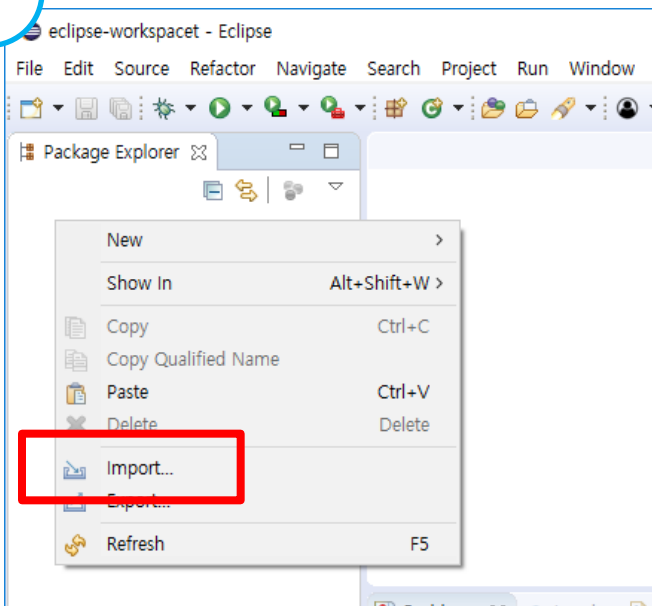 eclipse-workspacet - Eclipse
File Edit Source Refactor Navigate Search Project Run Window
Package Explorer
New
Show In Alt+Shift+W
Copy Ctrl+C
Copy Qualified Name
Paste Ctrl+V
Delete Delete
Import...
Export...
Refresh F5